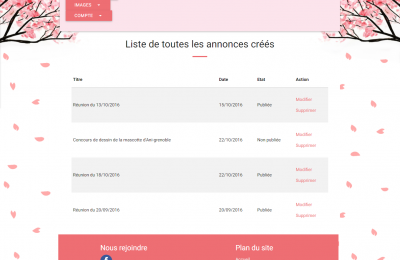 IMAGES
COMPTE
Liste de toutes les annonces créés
Titre Date Etat Action
Réunion du 13/10/2016 13/10/2016 Publiée Modifier
Supprimer
Concours de dessin de la mascotte d'Ani-grenoble 22/10/2016 Non publiée Modifier
Supprimer
Réunion du 18/10/2016 22/10/2016 Publiée Modifier
Supprimer
Réunion du 20/09/2016 20/09/2016 Publiée Modifier
Supprimer
Nous rejoindre Plan du site